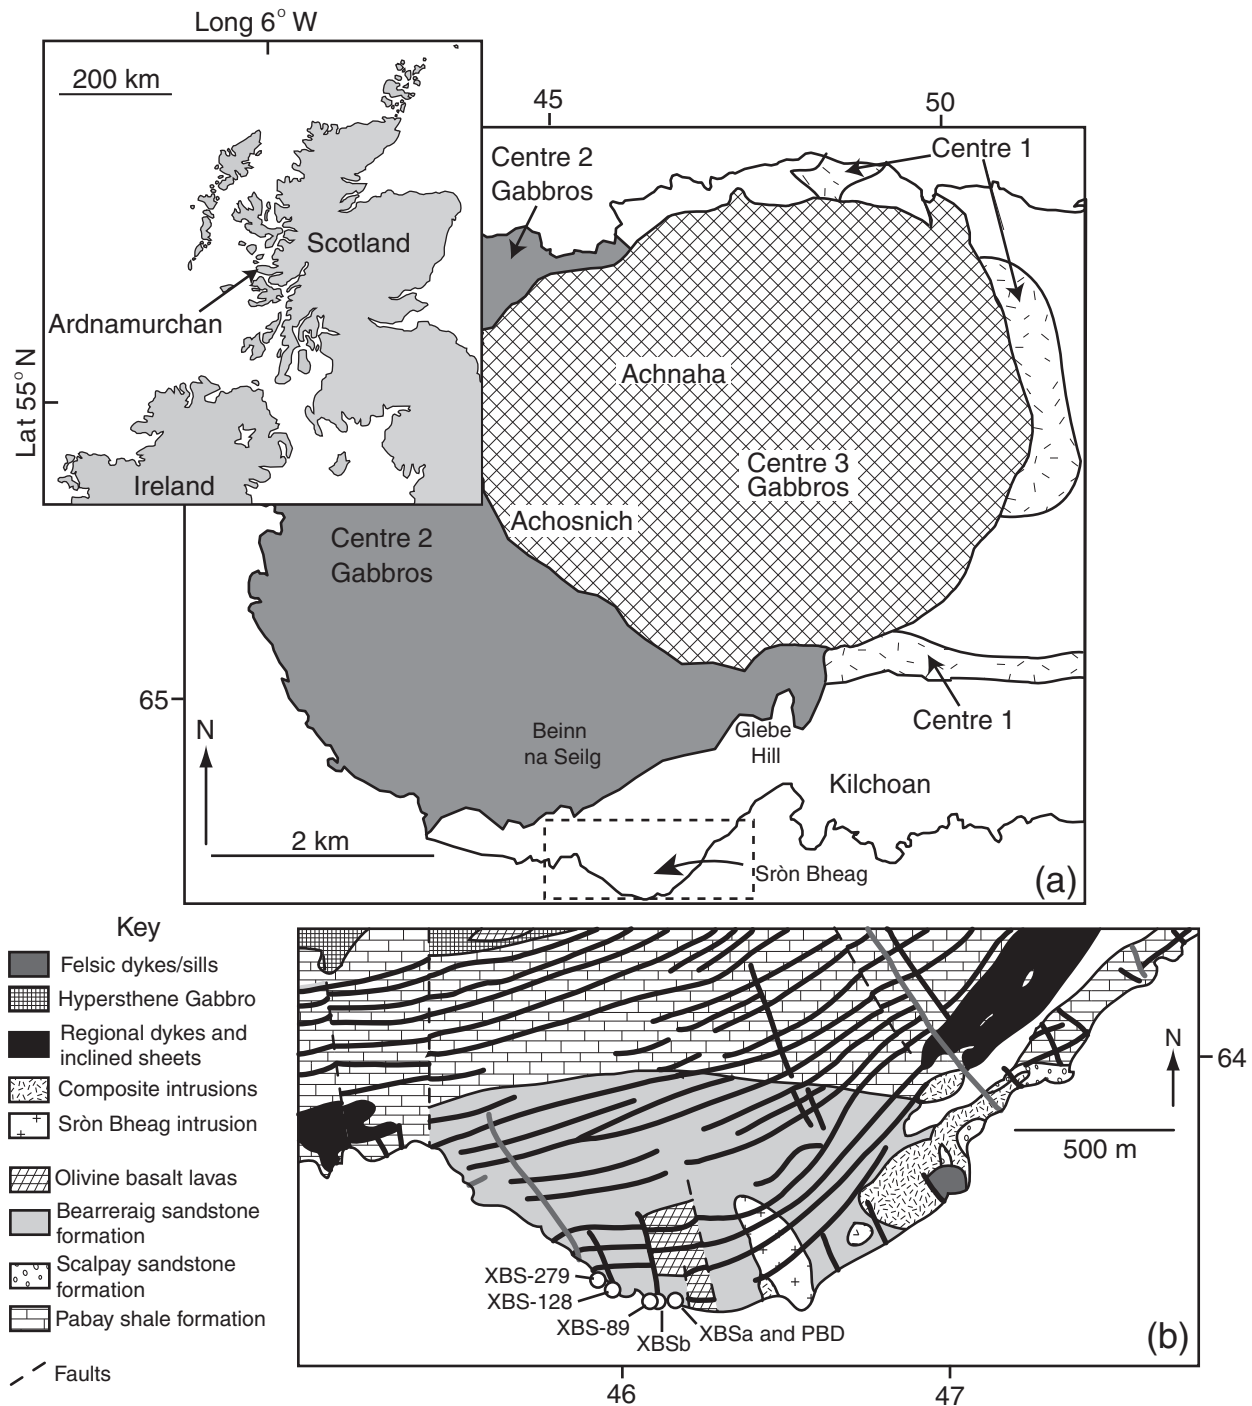 Long 6° W
200 km
Scotland
Ardnamurchan
Lat 55° N
Ireland
45
50
Centre 2
Gabbros
Centre 1
Achnaha
Centre 3
Gabbros
Achosnich
Centre 2
Gabbros
65
N
Centre 1
Beinn
na Seilg
Glebe
Hill
Kilchoan
2 km
Sròn Bheag
(a)
Key
Felsic dykes/sills
Hypersthene Gabbro
Regional dykes and
inclined sheets
Composite intrusions
Sròn Bheag intrusion
Olivine basalt lavas
Bearreraig sandstone
formation
Scalpay sandstone
formation
Pabay shale formation
Faults
N
64
500 m
XBS-279
XBS-128
XBS-89
XBSb
XBSa and PBD
(b)
46
47